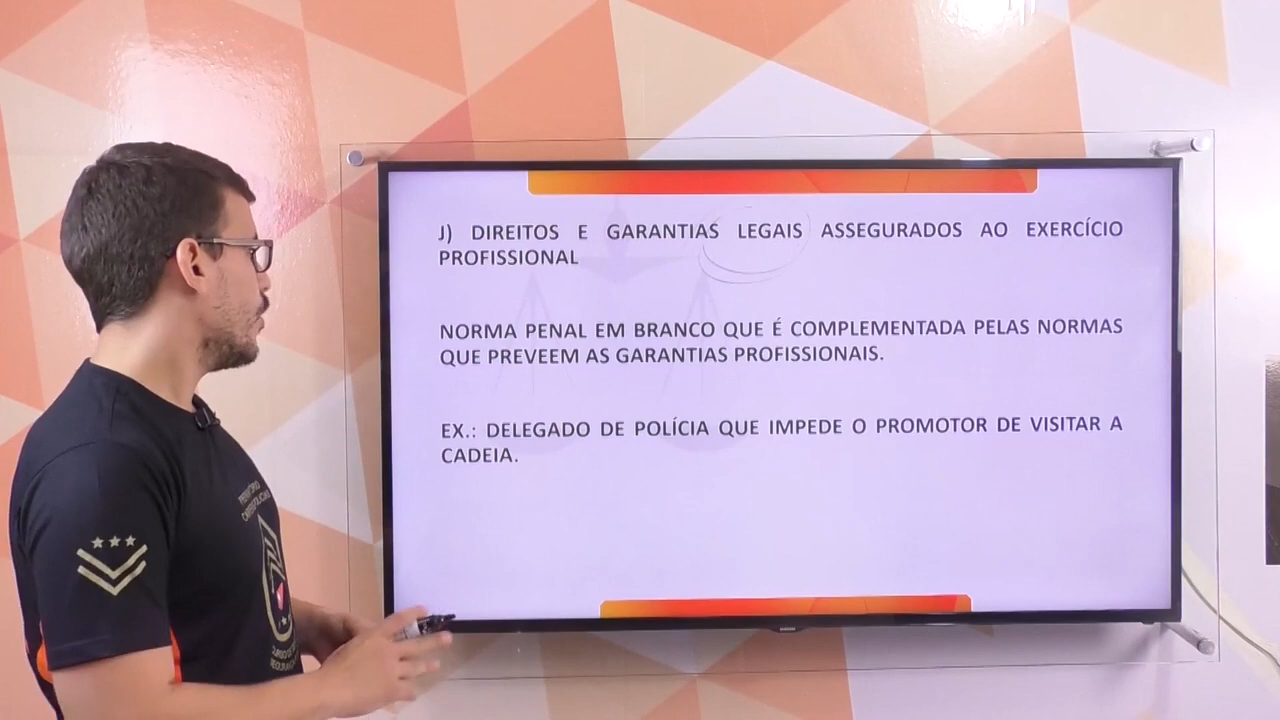 J) DIREITOS E GARANTIAS LEGAIS ASSEGURADOS AO EXERCÍCIO
PROFISSIONAL
NORMA PENAL EM BRANCO QUE É COMPLEMENTADA PELAS NORMAS
QUE PREVEEM AS GARANTIAS PROFISSIONAIS.
EX.: DELEGADO DE POLÍCIA QUE IMPEDE O PROMOTOR DE VISITAR A
CADEIA.